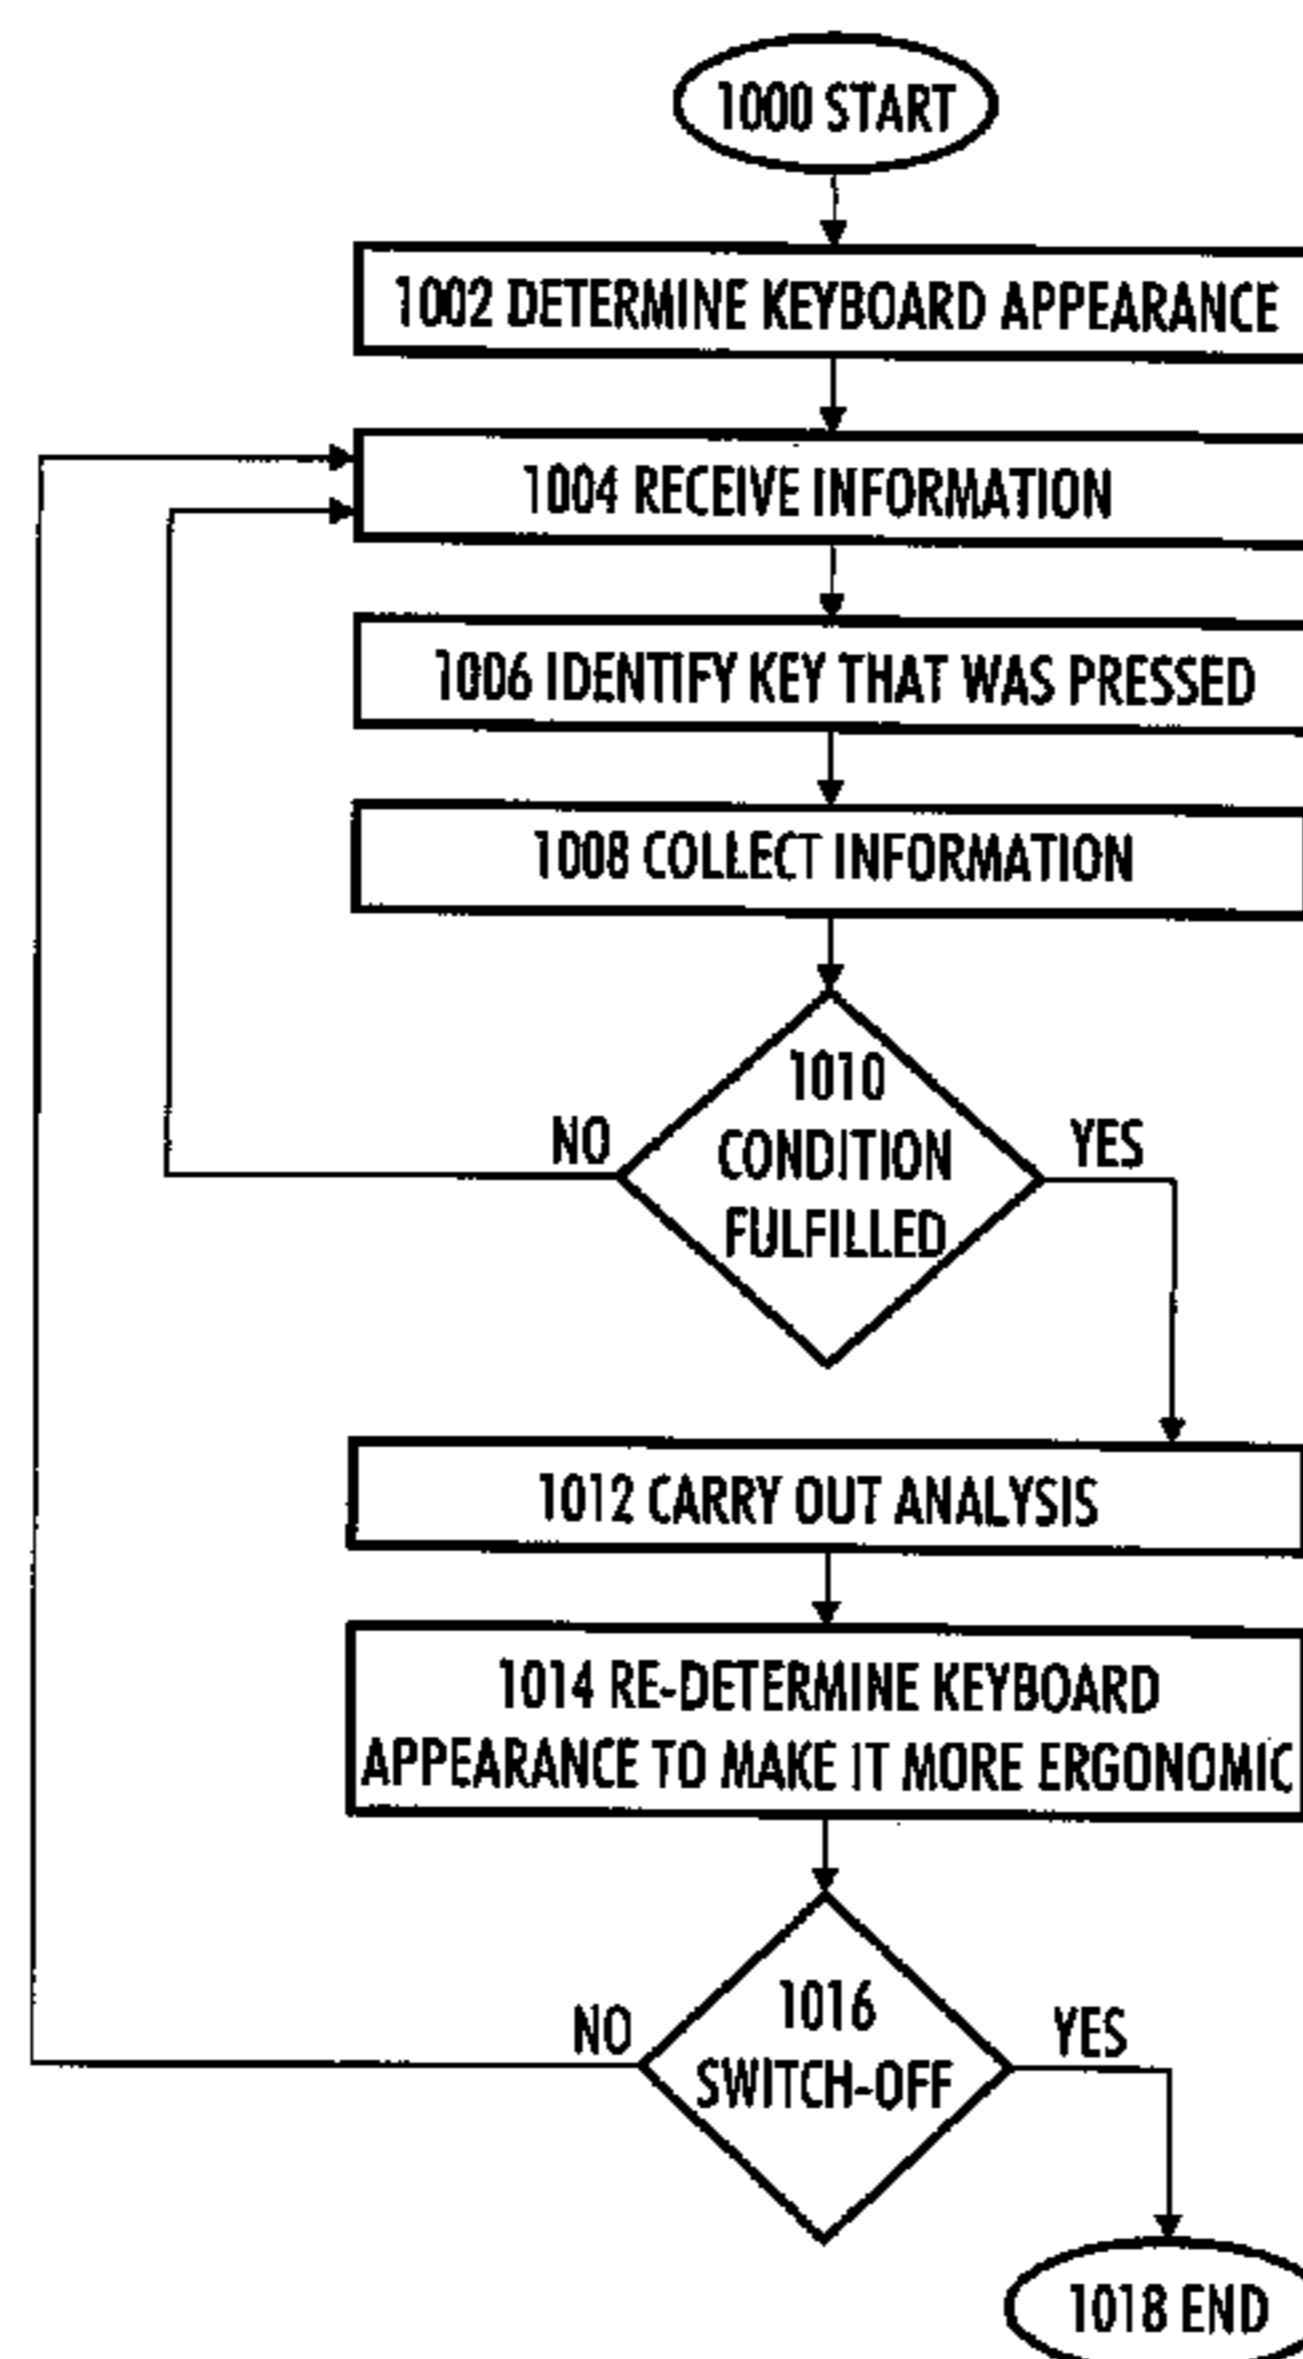 1000 START
1002 DETERMINE KEYBOARD APPEARANCE
1004 RECEIVE INFORMATION
1006 IDENTIFY KEY THAT WAS PRESSED
1008 COLLECT INFORMATION
1010
CONDITION
FULFILLED
NO
YES
1012 CARRY OUT ANALYSIS
1014 RE-DETERMINE KEYBOARD
APPEARANCE TO MAKE IT MORE ERGONOMIC
1016
SWITCH-OFF
NO
YES
1018 END